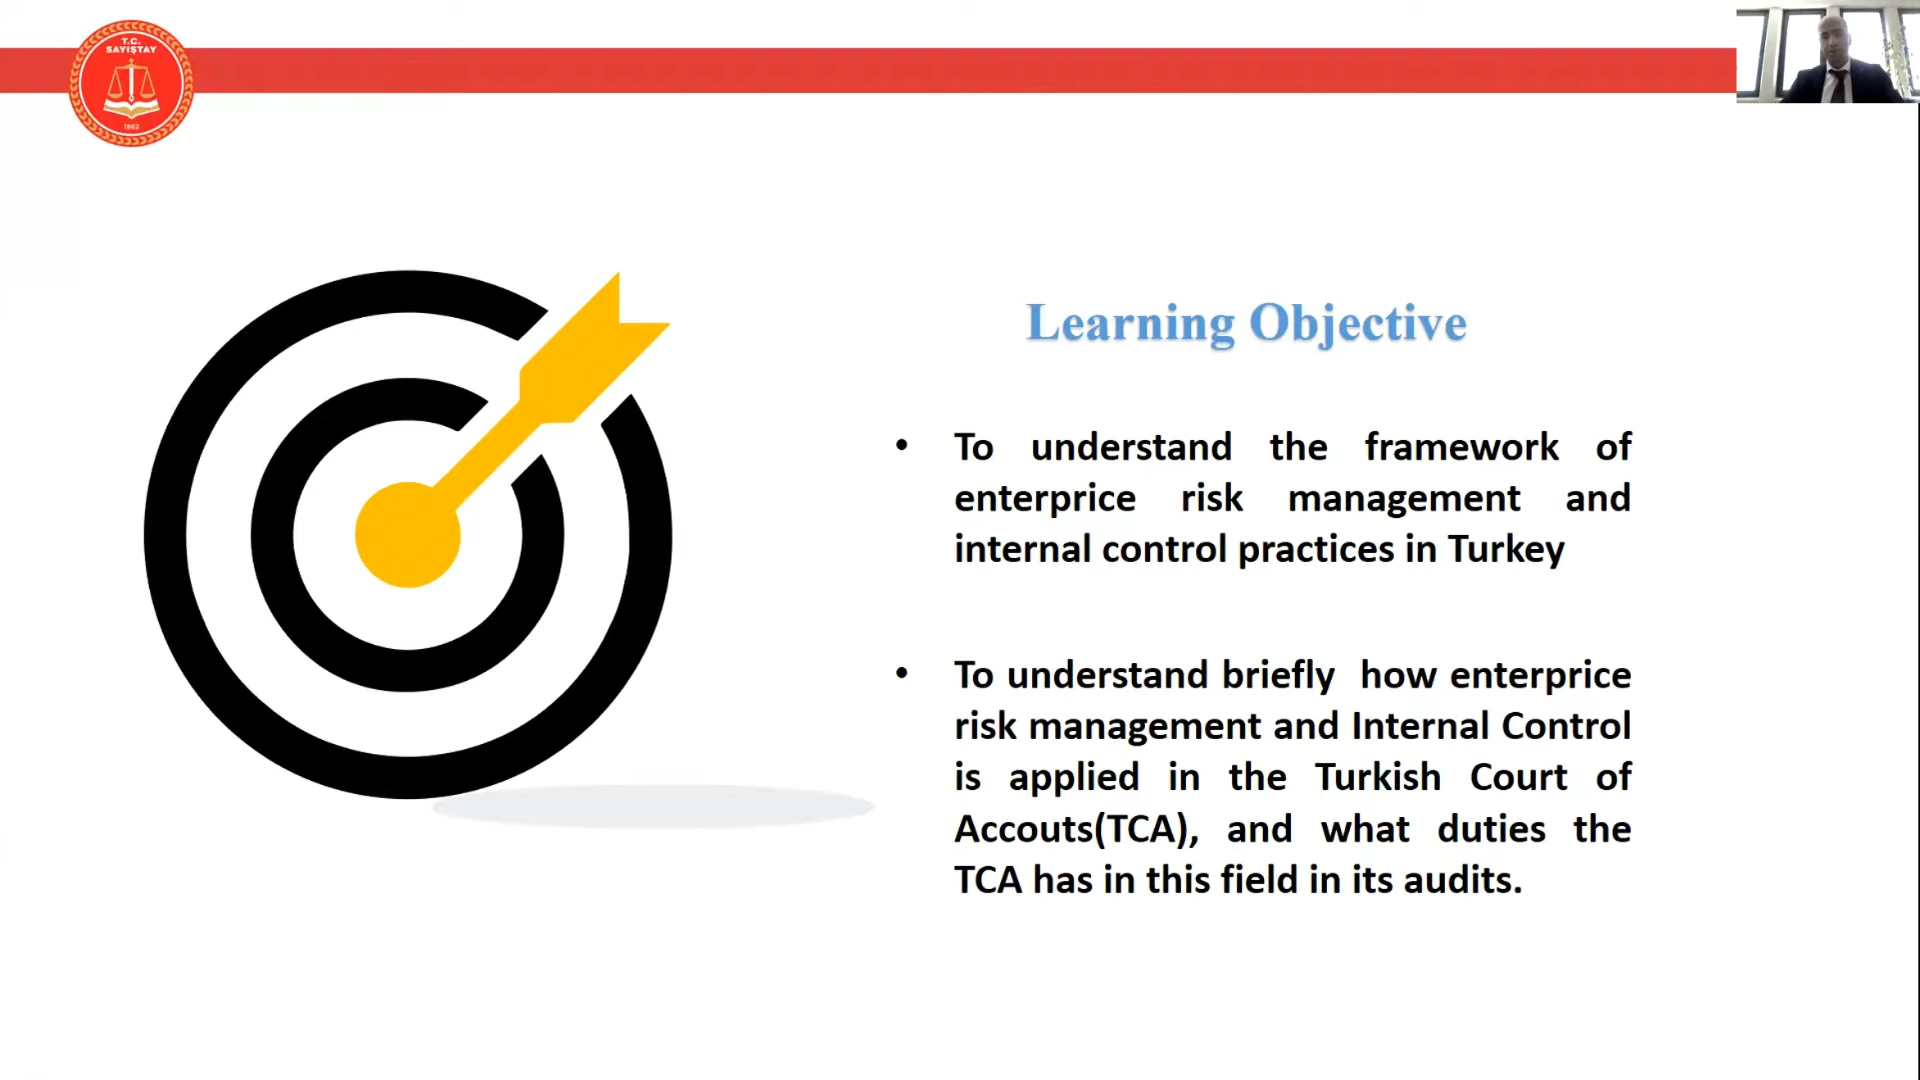 T.C.
SAYIŞTAY
1862
Learning Objective
• To understand the framework of
enterprice risk management and
internal control practices in Turkey
• To understand briefly how enterprice
risk management and Internal Control
is applied in the Turkish Court of
Accouts(TCA), and what duties the
TCA has in this field in its audits.